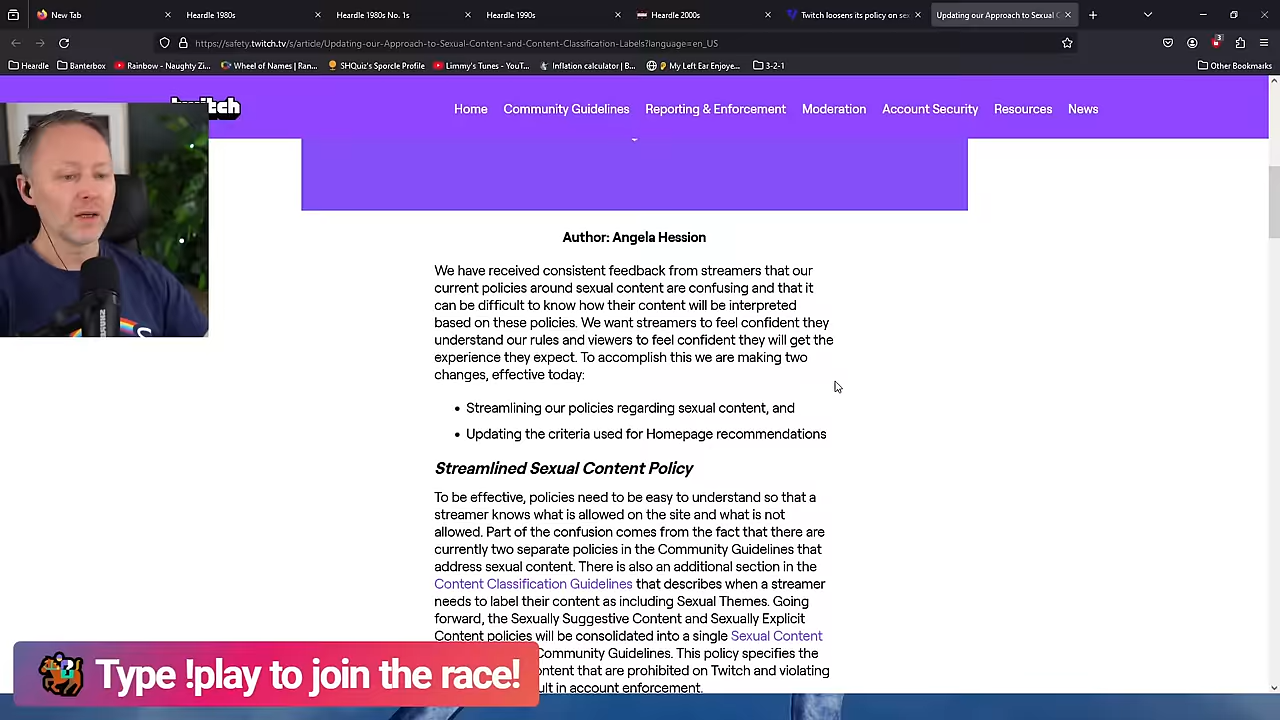 New Tab
Heardle 1980s
Heardle 1980s No. 1s
Heardle 1990s
Heardle 2000s
Twitch loosens its policy on se
Updating our Approach to Sexual C
https://safety.twitch.tv/s/article/Updating-our-Approach-to-Sexual-Content-and-Content-Classification-Labels?language=en_US
3
Heardle
Banterbox
Rainbow - Naughty Zi...
Wheel of Names | Ran...
SHQuiz's Sporcle Profile
Limmy's Tunes - YouT...
Inflation calculator | B...
My Left Ear Enjoye...
3-2-1
Other Bookmarks
twitch
Home
Community Guidelines
Reporting & Enforcement
Moderation
Account Security
Resources
News
Author: Angela Hession
We have received consistent feedback from streamers that our
current policies around sexual content are confusing and that it
can be difficult to know how their content will be interpreted
based on these policies. We want streamers to feel confident they
understand our rules and viewers to feel confident they will get the
experience they expect. To accomplish this we are making two
changes, effective today:
• Streamlining our policies regarding sexual content, and
• Updating the criteria used for Homepage recommendations
Streamlined Sexual Content Policy
To be effective, policies need to be easy to understand so that a
streamer knows what is allowed on the site and what is not
allowed. Part of the confusion comes from the fact that there are
currently two separate policies in the Community Guidelines that
address sexual content. There is also an additional section in the
Content Classification Guidelines that describes when a streamer
needs to label their content as including Sexual Themes. Going
forward, the Sexually Suggestive Content and Sexually Explicit
Content policies will be consolidated into a single Sexual Content
Community Guidelines. This policy specifies the
ontent that are prohibited on Twitch and violating
ult in account enforcement.
Type !play to join the race!